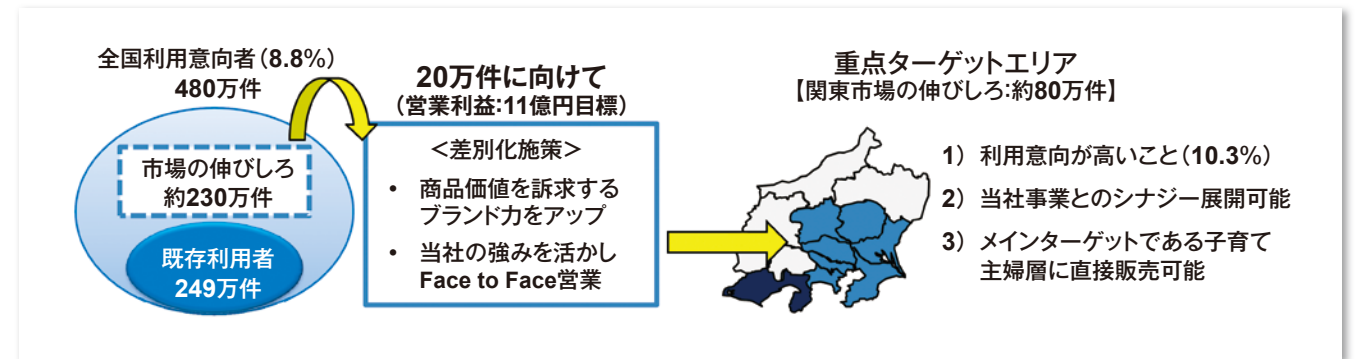 全国利用意向者（8.8％）
480万件
市場の伸びしろ
約230万件
既存利用者
249万件
20万件に向けて
（営業利益：11億円目標）
＜差別化施策＞
• 商品価値を訴求する
ブランド力をアップ
• 当社の強みを活かし
Face to Face営業
重点ターゲットエリア
【関東市場の伸びしろ：約80万件】
1） 利用意向が高いこと（10.3％）
2） 当社事業とのシナジー展開可能
3） メインターゲットである子育て
主婦層に直接販売可能